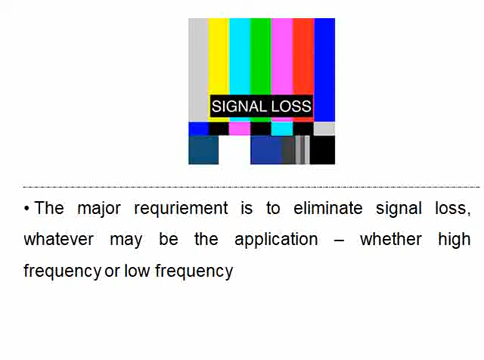 SIGNAL LOSS
• The major requriement is to eliminate signal loss,
whatever may be the application – whether high
frequency or low frequency